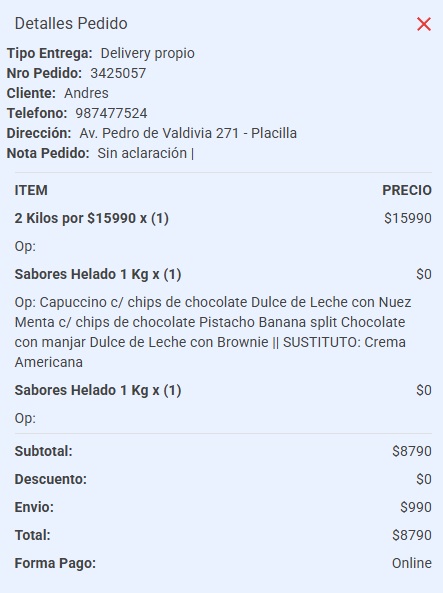 Detalles Pedido
Tipo Entrega: Delivery propio
Nro Pedido: 3425057
Cliente: Andres
Telefono: 987477524
Dirección: Av. Pedro de Valdivia 271 - Placilla
Nota Pedido: Sin aclaración |
ITEM PRECIO
2 Kilos por $15990 x (1) $15990
Op:
Sabores Helado 1 Kg x (1) $0
Op: Capuccino c/ chips de chocolate Dulce de Leche con Nuez
Menta c/ chips de chocolate Pistacho Banana split Chocolate
con manjar Dulce de Leche con Brownie || SUSTITUTO: Crema
Americana
Sabores Helado 1 Kg x (1) $0
Op:
Subtotal: $8790
Descuento: $0
Envio: $990
Total: $8790
Forma Pago: Online